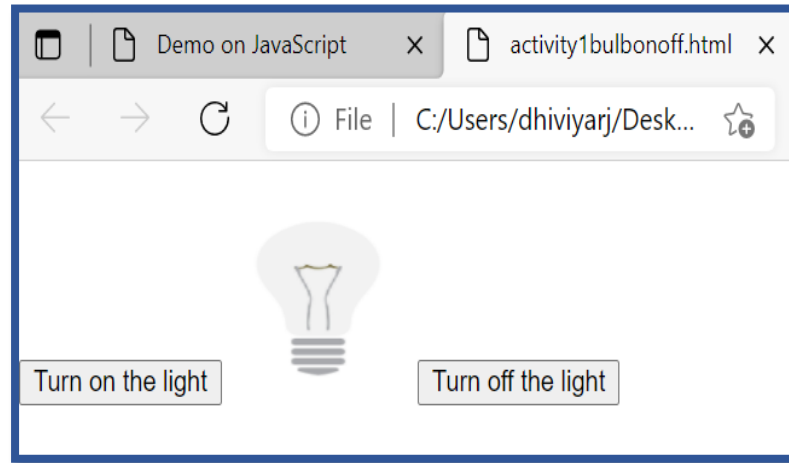 Demo on JavaScript
activity1bulbonoff.html
File | C:/Users/dhiviyarj/Desk...
Turn on the light
Turn off the light